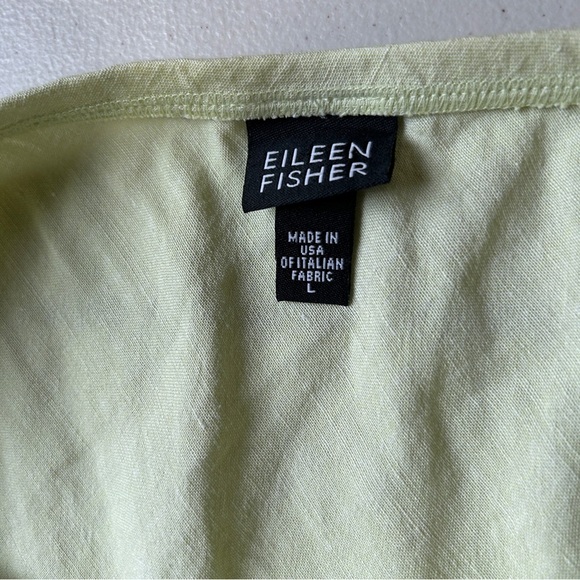 EILEEN
FISHER
MADE IN
USA
OF ITALIAN
FABRIC
L